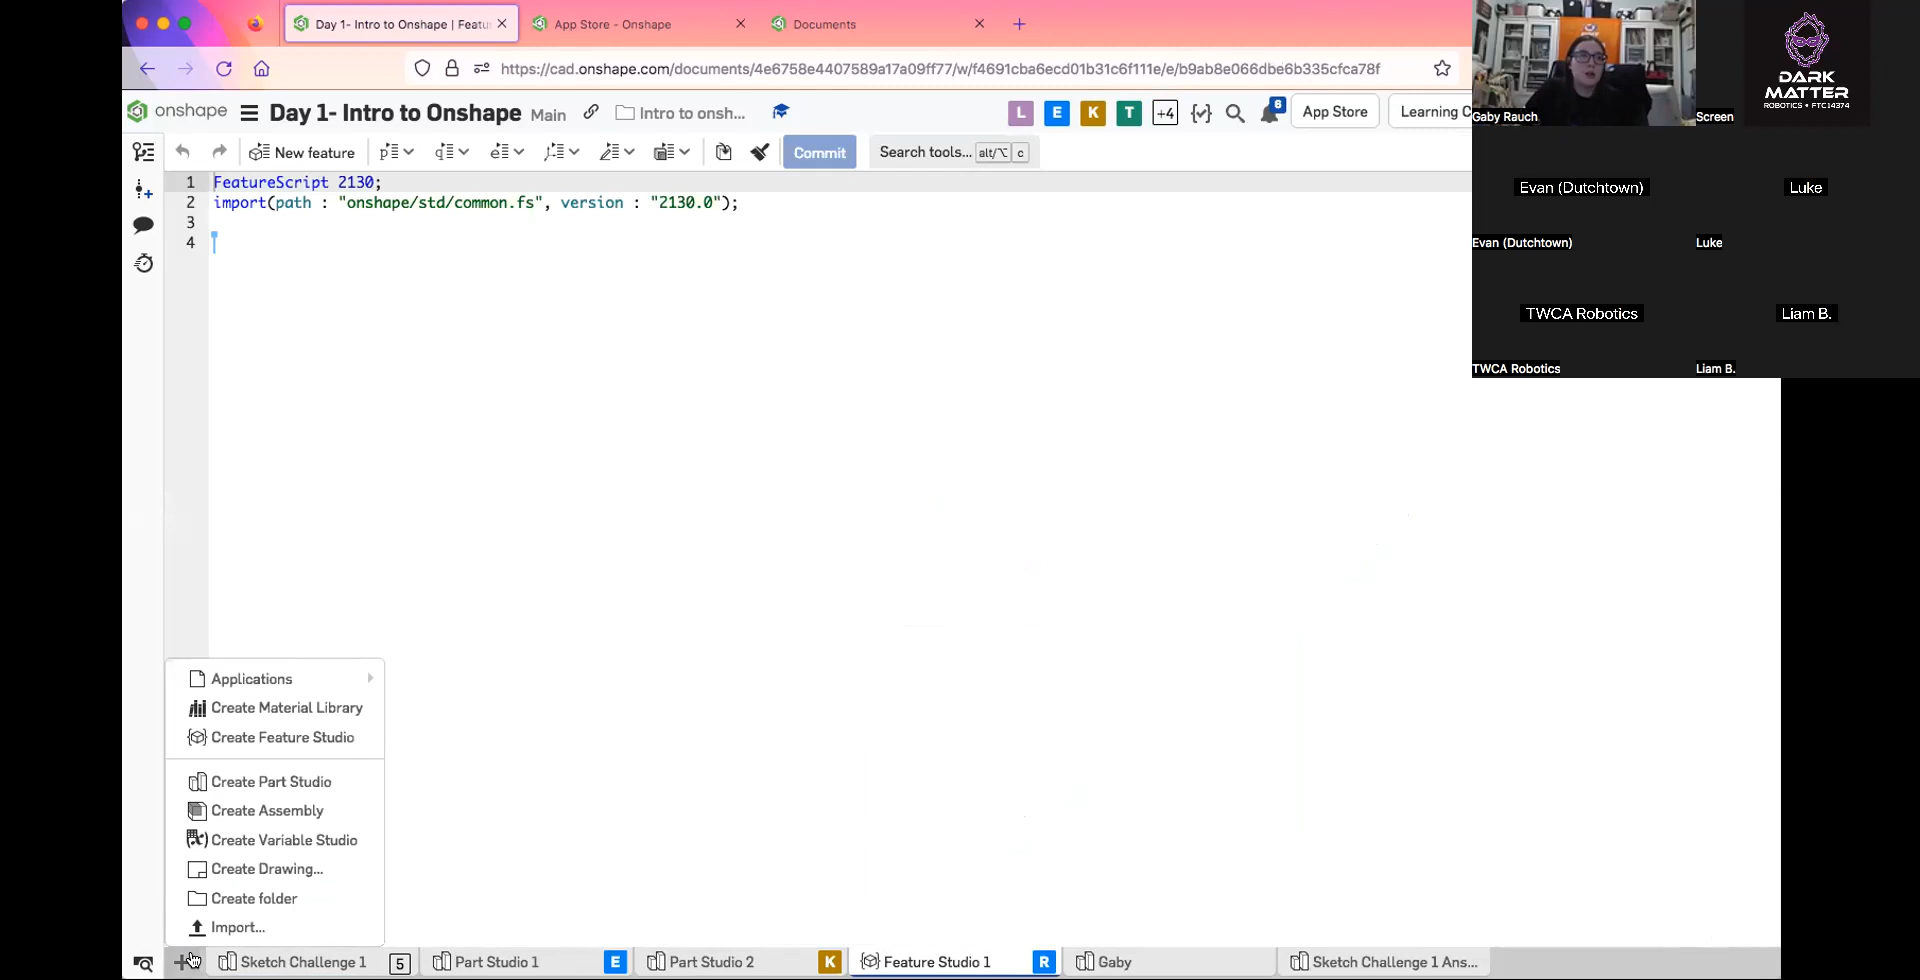 Day 1- Intro to Onshape | Featu
App Store - Onshape
Documents
https://cad.onshape.com/documents/4e6758e4407589a17a09ff77/w/f4691cba6ecd01b31c6f111e/e/b9ab8e066dbe6b335cfca78f
onshape
Day 1- Intro to Onshape
Main
Intro to onsh...
L
E
K
T
+4
6
App Store
Learning C
New feature
Commit
Search tools...
alt/⌥
c
1 FeatureScript 2130;
2 import(path : "onshape/std/common.fs", version : "2130.0");
3
4
Gaby Rauch
Screen
DARK
MATTER
ROBOTICS • FTC14374
Evan (Dutchtown)
Luke
Evan (Dutchtown)
Luke
TWCA Robotics
Liam B.
TWCA Robotics
Liam B.
Applications
Create Material Library
Create Feature Studio
Create Part Studio
Create Assembly
Create Variable Studio
Create Drawing...
Create folder
Import...
Sketch Challenge 1
5
Part Studio 1
E
Part Studio 2
K
Feature Studio 1
R
Gaby
Sketch Challenge 1 Ans...